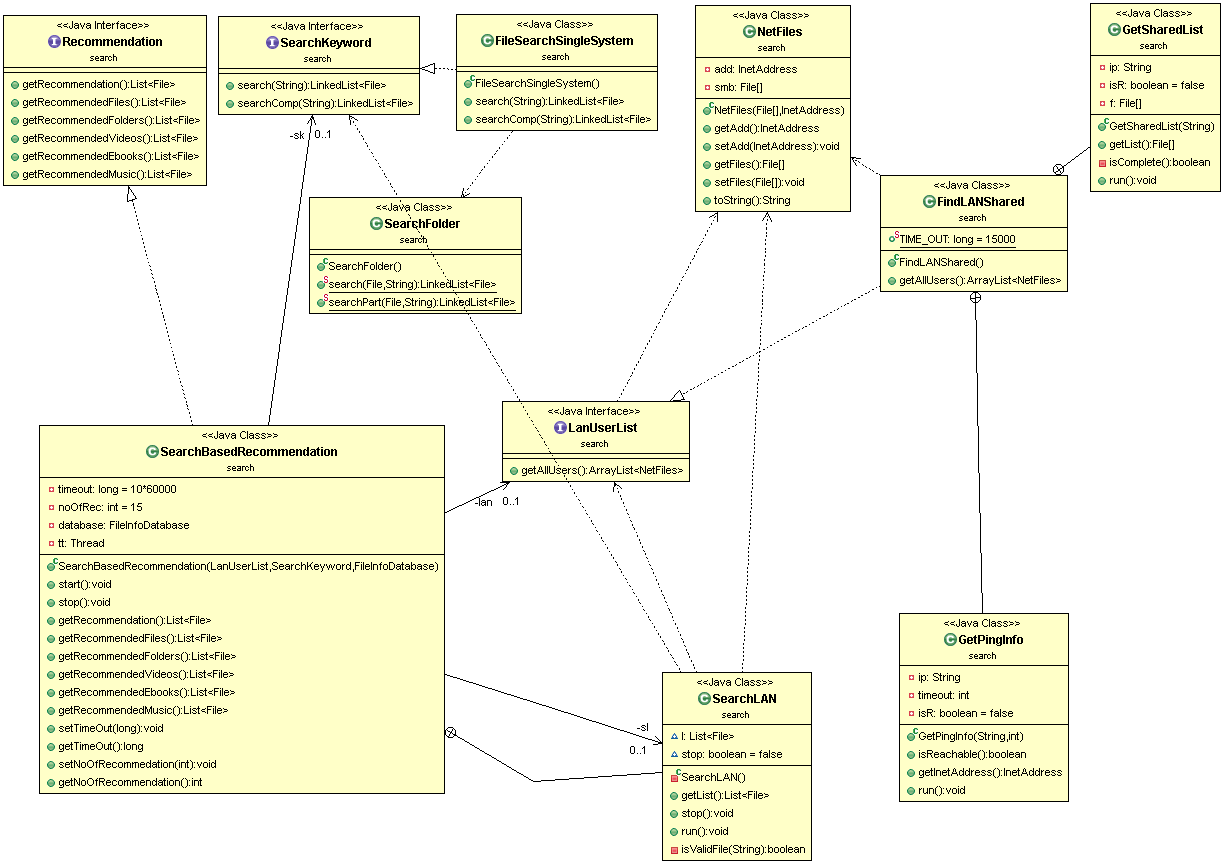 <<Java Interface>>
Recommendation
search
getRecommendation():List<File>
getRecommendedFiles():List<File>
getRecommendedFolders():List<File>
getRecommendedVideos():List<File>
getRecommendedEbooks():List<File>
getRecommendedMusic():List<File>
<<Java Interface>>
SearchKeyword
search
search(String):LinkedList<File>
searchComp(String):LinkedList<File>
<<Java Class>>
FileSearchSingleSystem
search
FileSearchSingleSystem()
search(String):LinkedList<File>
searchComp(String):LinkedList<File>
<<Java Class>>
NetFiles
search
add: InetAddress
smb: File[]
NetFiles(File[],InetAddress)
getAdd():InetAddress
setAdd(InetAddress):void
getFiles():File[]
setFiles(File[]):void
toString():String
<<Java Class>>
GetSharedList
search
ip: String
isR: boolean = false
f: File[]
GetSharedList(String)
getList():File[]
isComplete():boolean
run():void
-sk 0..1
<<Java Class>>
SearchFolder
search
SearchFolder()
search(File,String):LinkedList<File>
searchPart(File,String):LinkedList<File>
<<Java Class>>
FindLANShared
search
TIME_OUT: long = 15000
FindLANShared()
getAllUsers():ArrayList<NetFiles>
<<Java Interface>>
LanUserList
search
getAllUsers():ArrayList<NetFiles>
<<Java Class>>
SearchBasedRecommendation
search
timeout: long = 10*60000
noOfRec: int = 15
database: FileInfoDatabase
tt: Thread
SearchBasedRecommendation(LanUserList,SearchKeyword,FileInfoDatabase)
start():void
stop():void
getRecommendation():List<File>
getRecommendedFiles():List<File>
getRecommendedFolders():List<File>
getRecommendedVideos():List<File>
getRecommendedEbooks():List<File>
getRecommendedMusic():List<File>
setTimeOut(long):void
getTimeOut():long
setNoOfRecommedation(int):void
getNoOfRecommendation():int
-lan 0..1
-sl
0..1
<<Java Class>>
SearchLAN
search
l: List<File>
stop: boolean = false
SearchLAN()
getList():List<File>
stop():void
run():void
isValidFile(String):boolean
<<Java Class>>
GetPingInfo
search
ip: String
timeout: int
isR: boolean = false
GetPingInfo(String,int)
isReachable():boolean
getInetAddress():InetAddress
run():void